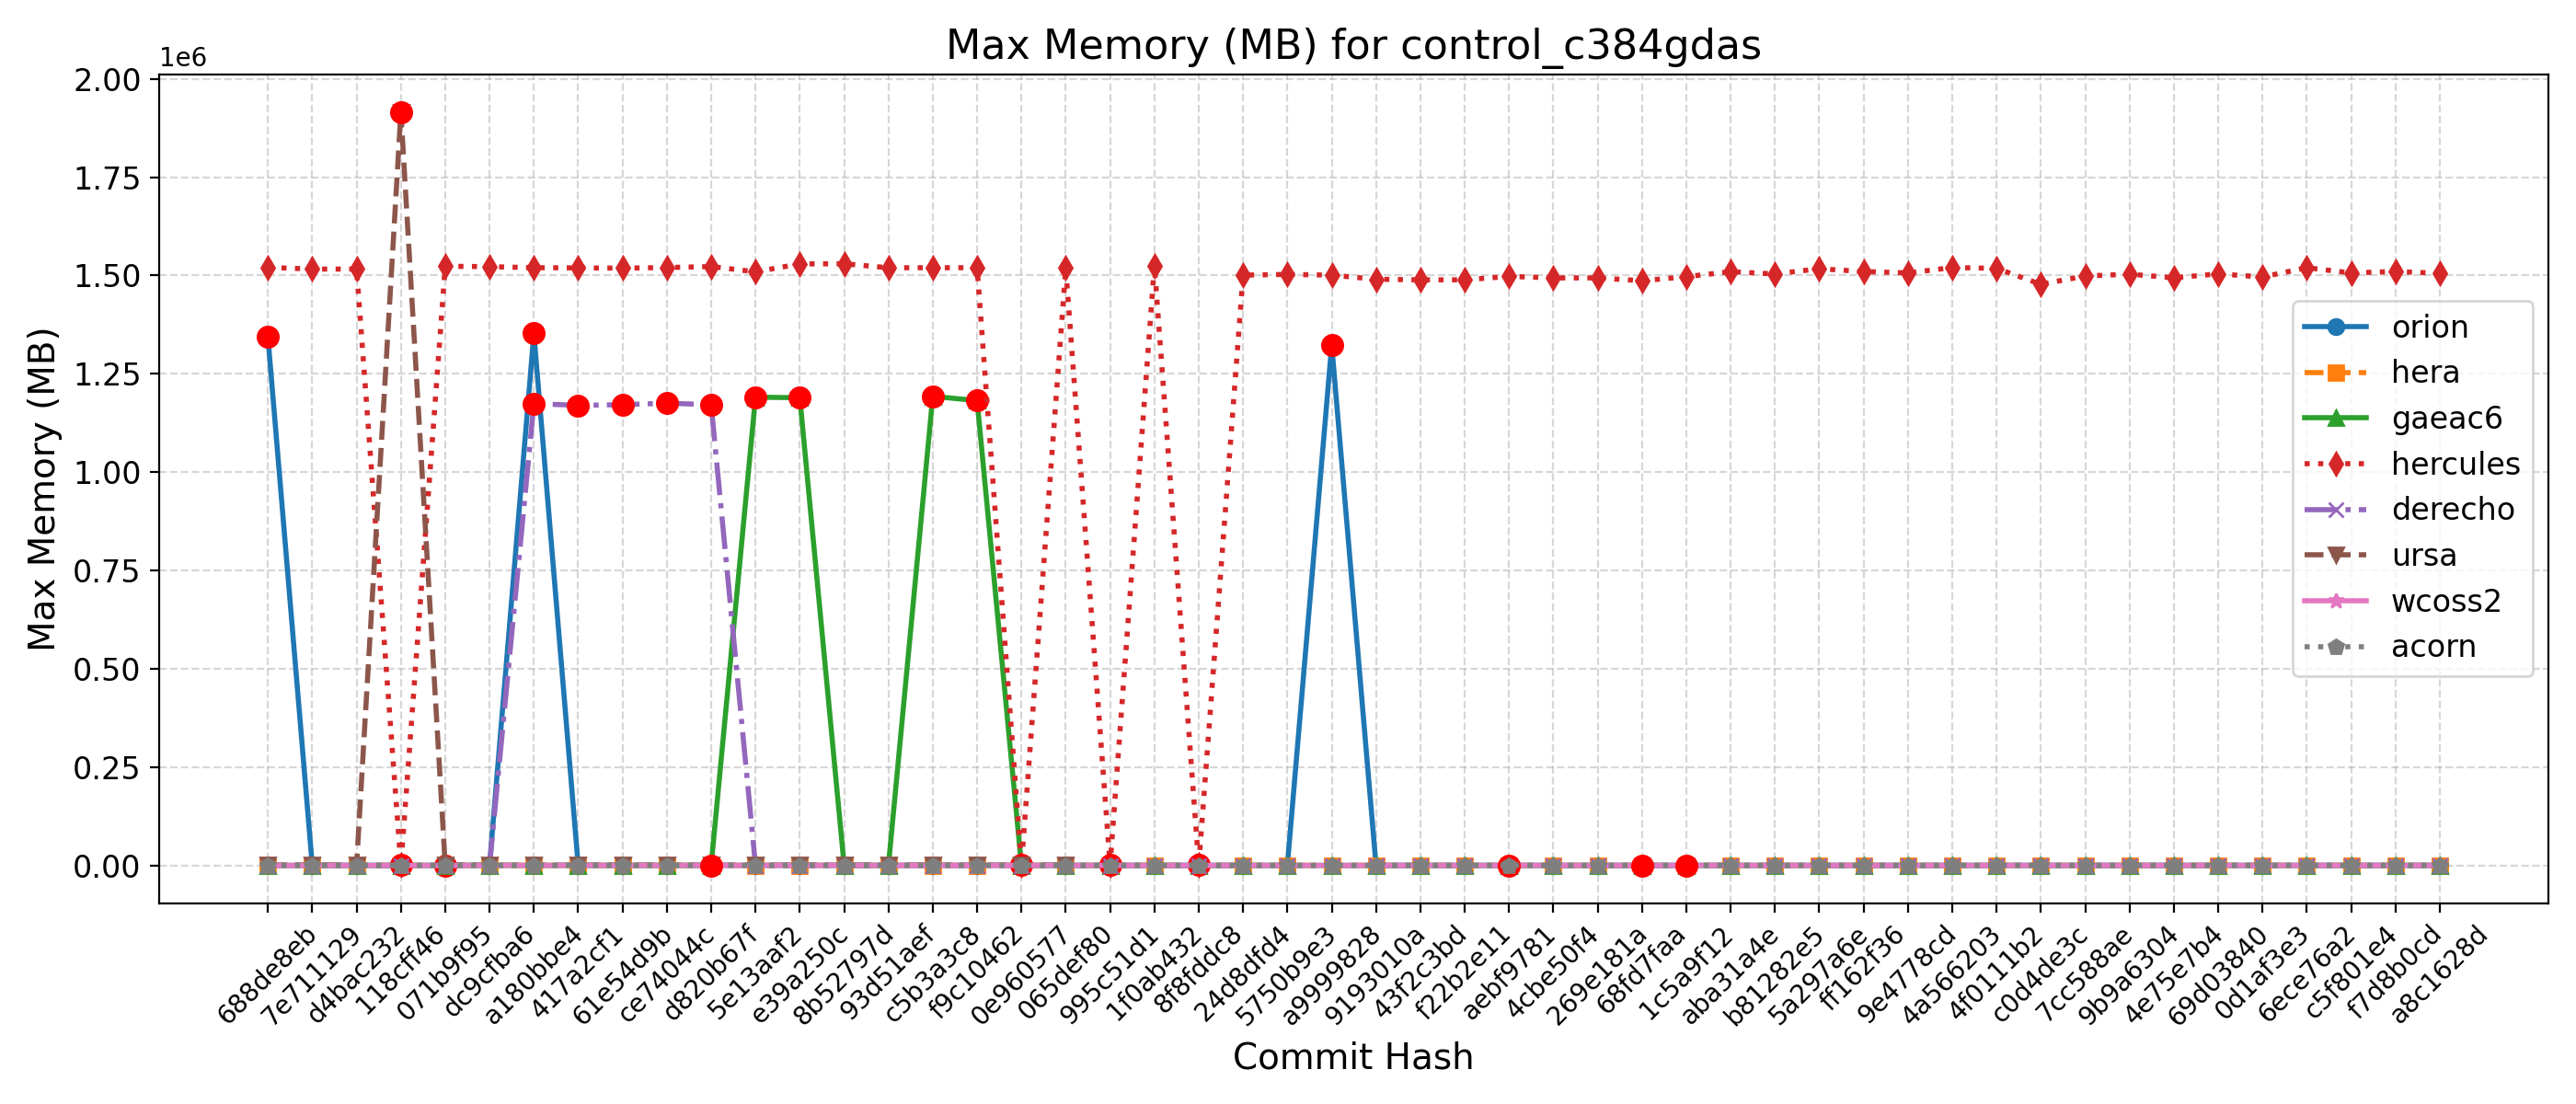 Max Memory (MB) for control_c384gdas
1e6
2.00
1.75
1.50
1.25
1.00
0.75
0.50
0.25
0.00
Max Memory (MB)
orion
hera
gaeac6
hercules
derecho
ursa
wcoss2
acorn
688de8eb
7e711129
d4bac232
118cff46
071b9f95
dc9cfba6
a180bbe4
417a2cf1
61e54d9b
ce74044c
d820b67f
5e13aaf2
e39a250c
8b52797d
93d51aef
c5b3a3c8
f9c10462
0e960577
065def80
995c51d1
1f0ab432
8f8fddc8
24d8dfd4
5750b9e3
a9999828
9193010a
43f2c3bd
f22b2e11
aebf9781
4cbe50f4
269e181a
68fd7faa
1c5a9f12
aba31a4e
b81282e5
5a297a6e
ff162f36
9e4778cd
4a566203
4f0111b2
c0d4de3c
7cc588ae
9b9a6304
4e75e7b4
69d03840
0d1af3e3
6ece76a2
c5f801e4
f7d8b0cd
a8c1628d
Commit Hash